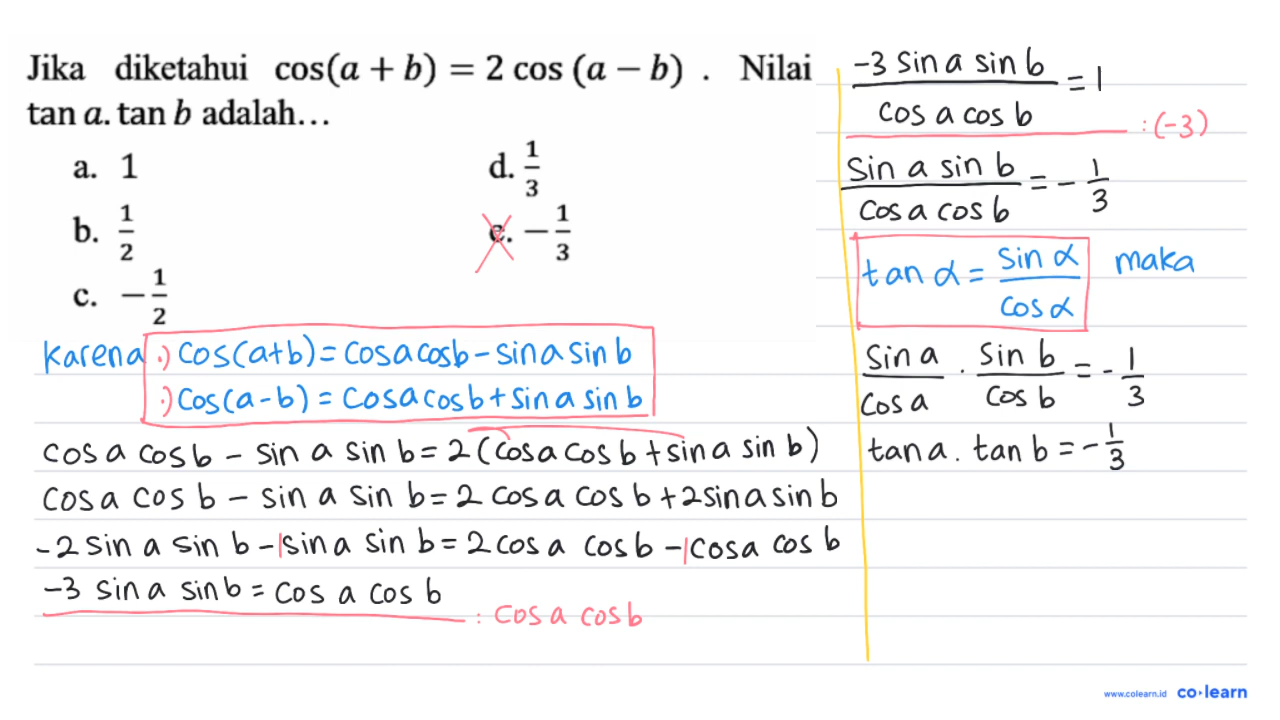 Jika diketahui cos(a + b) = 2 cos (a − b) . Nilai
tan a. tan b adalah...
a. 1
b. 1/2
c. −1/2
d. 1/3
e. −1/3
karena ·) cos(a+b) = cos a cos b − sin a sin b
·) cos(a−b) = cos a cos b + sin a sin b
cos a cos b − sin a sin b = 2 (cos a cos b + sin a sin b)
cos a cos b − sin a sin b = 2 cos a cos b + 2 sin a sin b
−2 sin a sin b − 1 sin a sin b = 2 cos a cos b − 1 cos a cos b
−3 sin a sin b = cos a cos b
: cos a cos b
−3 sin a sin b / cos a cos b = 1
: (−3)
sin a sin b / cos a cos b = − 1/3
tan α = sin α / cos α maka
sin a / cos a · sin b / cos b = − 1/3
tan a . tan b = − 1/3
www.colearn.id co·learn